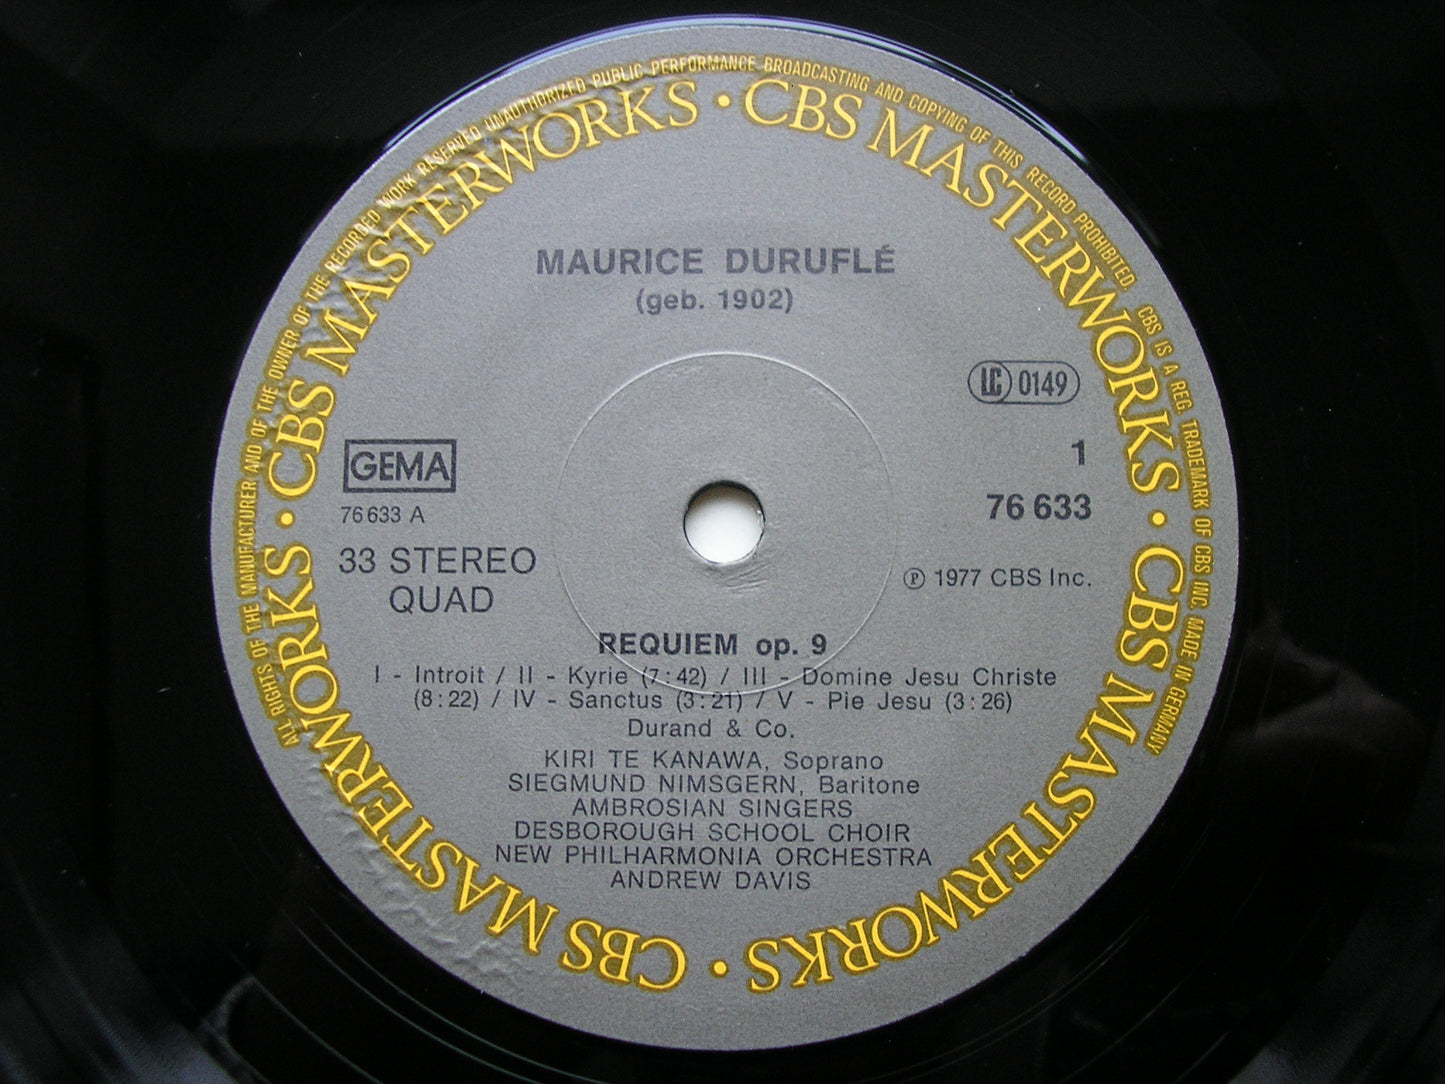 ALL RIGHTS OF THE MANUFACTURER AND OF THE OWNER OF THE RECORDED WORK RESERVED UNAUTHORIZED PUBLIC PERFORMANCE BROADCASTING AND COPYING OF THIS RECORD PROHIBITED. CBS IS A REG. TRADEMARK OF CBS INC. MADE IN GERMANY
CBS MASTERWORKS • CBS MASTERWORKS • CBS MASTERWORKS • CBS MASTERWORKS •
MAURICE DURUFLÉ
(geb. 1902)
LC 0149
GEMA
1
76 633 A
76 633
33 STEREO
QUAD
℗ 1977 CBS Inc.
REQUIEM op. 9
I - Introit / II - Kyrie (7:42) / III - Domine Jesu Christe
(8:22) / IV - Sanctus (3:21) / V - Pie Jesu (3:26)
Durand & Co.
KIRI TE KANAWA, Soprano
SIEGMUND NIMSGERN, Baritone
AMBROSIAN SINGERS
DESBOROUGH SCHOOL CHOIR
NEW PHILHARMONIA ORCHESTRA
ANDREW DAVIS